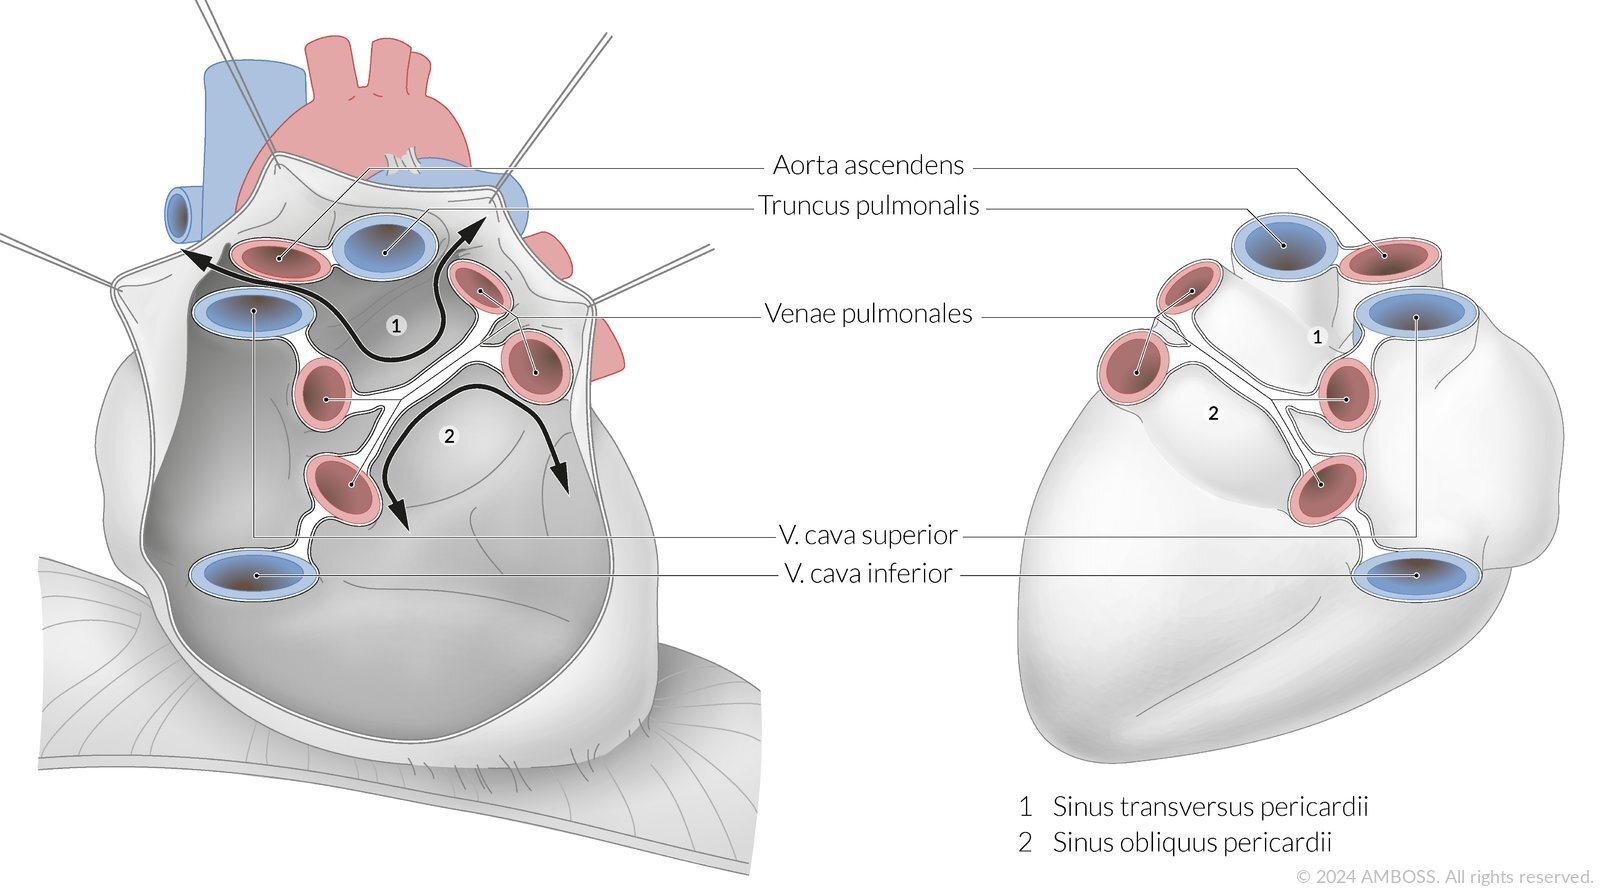 Aorta ascendens
Truncus pulmonalis
1
1
Venae pulmonales
2
2
V. cava superior
V. cava inferior
1 Sinus transversus pericardii
2 Sinus obliquus pericardii
© 2024 AMBOSS. All rights reserved.